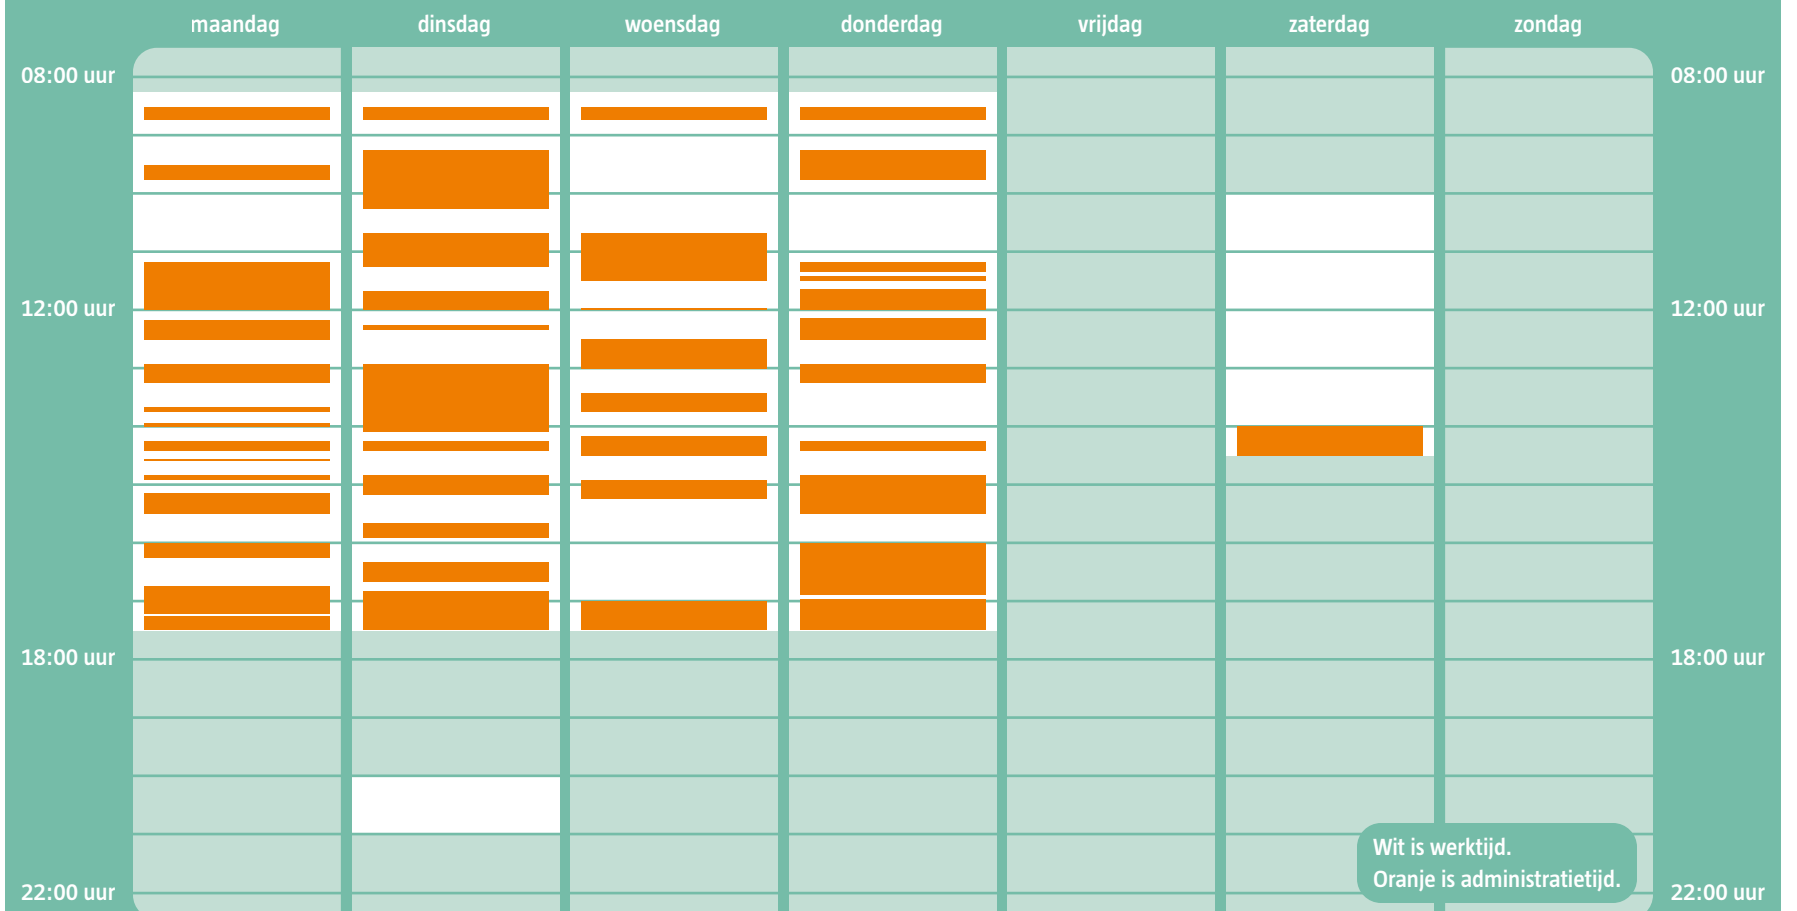 maandag dinsdag woensdag donderdag vrijdag zaterdag zondag
08:00 uur 08:00 uur
12:00 uur 12:00 uur
18:00 uur 18:00 uur
Wit is werktijd.
Oranje is administratietijd.
22:00 uur 22:00 uur